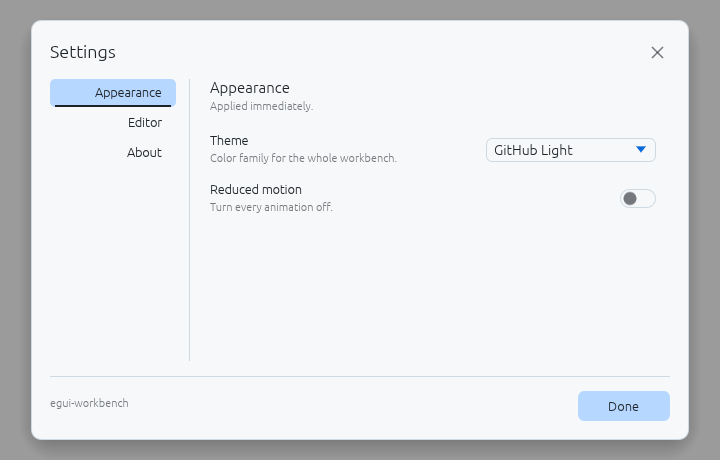 Settings
Appearance
Editor
About
Appearance
Applied immediately.
Theme
Color family for the whole workbench.
GitHub Light
Reduced motion
Turn every animation off.
egui-workbench
Done